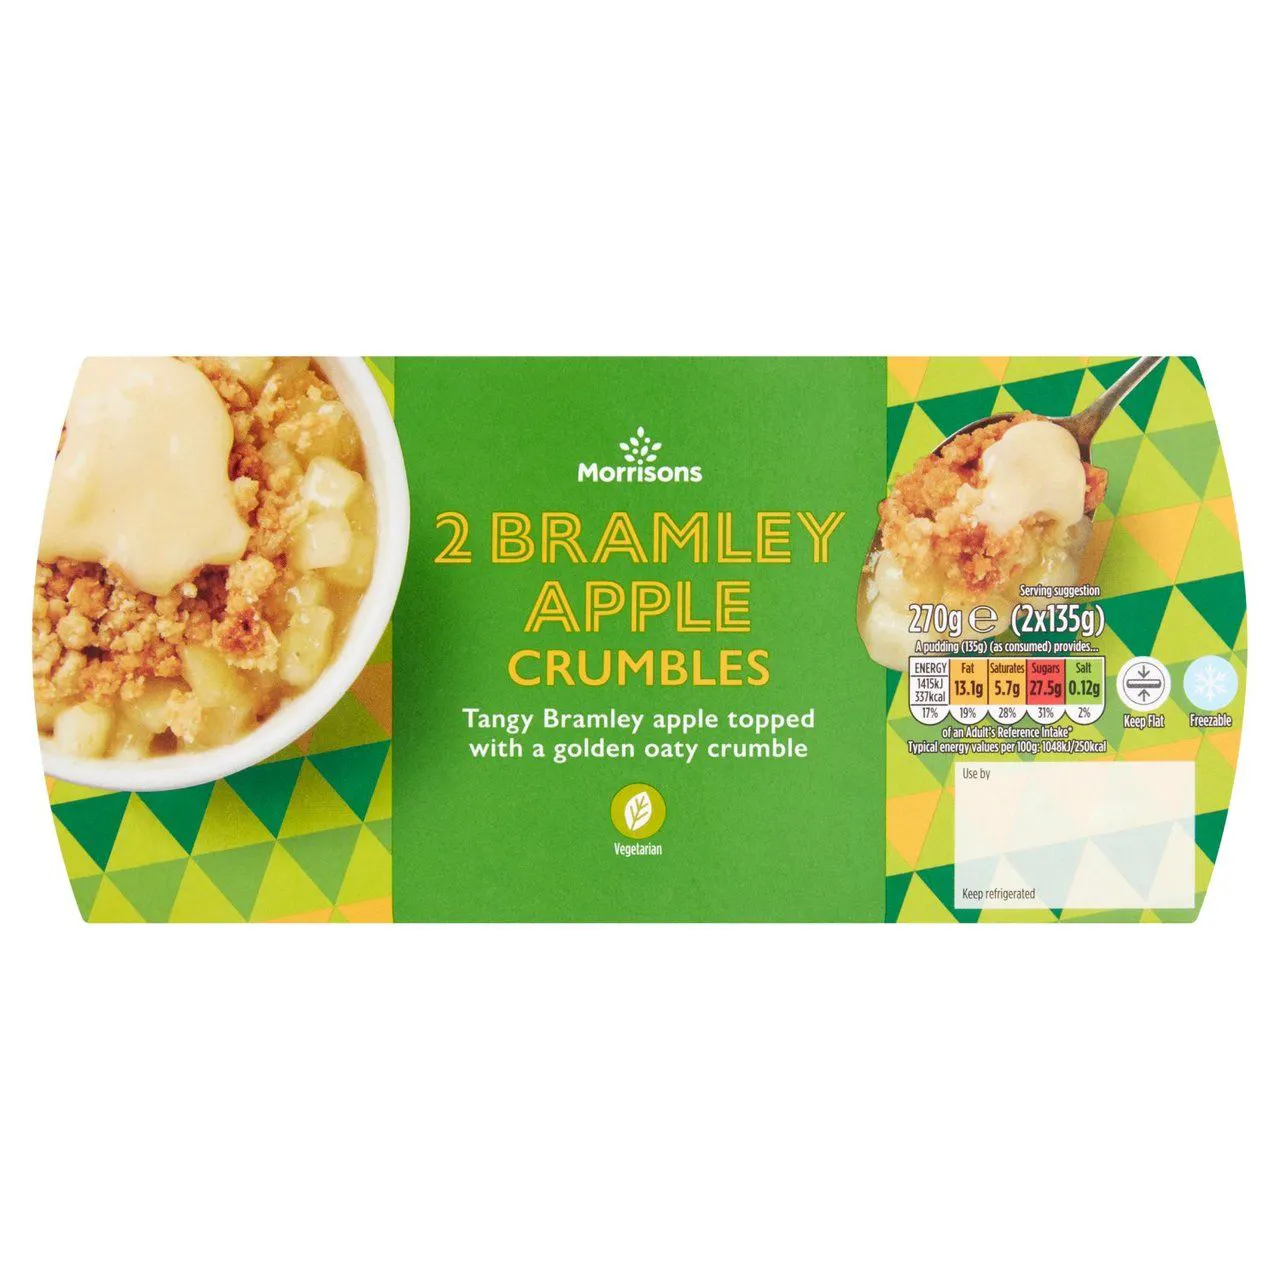 Morrisons
2 BRAMLEY
APPLE
CRUMBLES
Tangy Bramley apple topped
with a golden oaty crumble
Vegetarian
Serving suggestion
270g ℮ (2x135g)
A pudding (135g) (as consumed) provides...
ENERGY Fat Saturates Sugars Salt
1415kJ
337kcal 13.1g 5.7g 27.5g 0.12g
17% 19% 28% 31% 2%
of an Adult's Reference Intake*
Typical energy values per 100g: 1048kJ/250kcal
Keep Flat
Freezable
Use by
Keep refrigerated